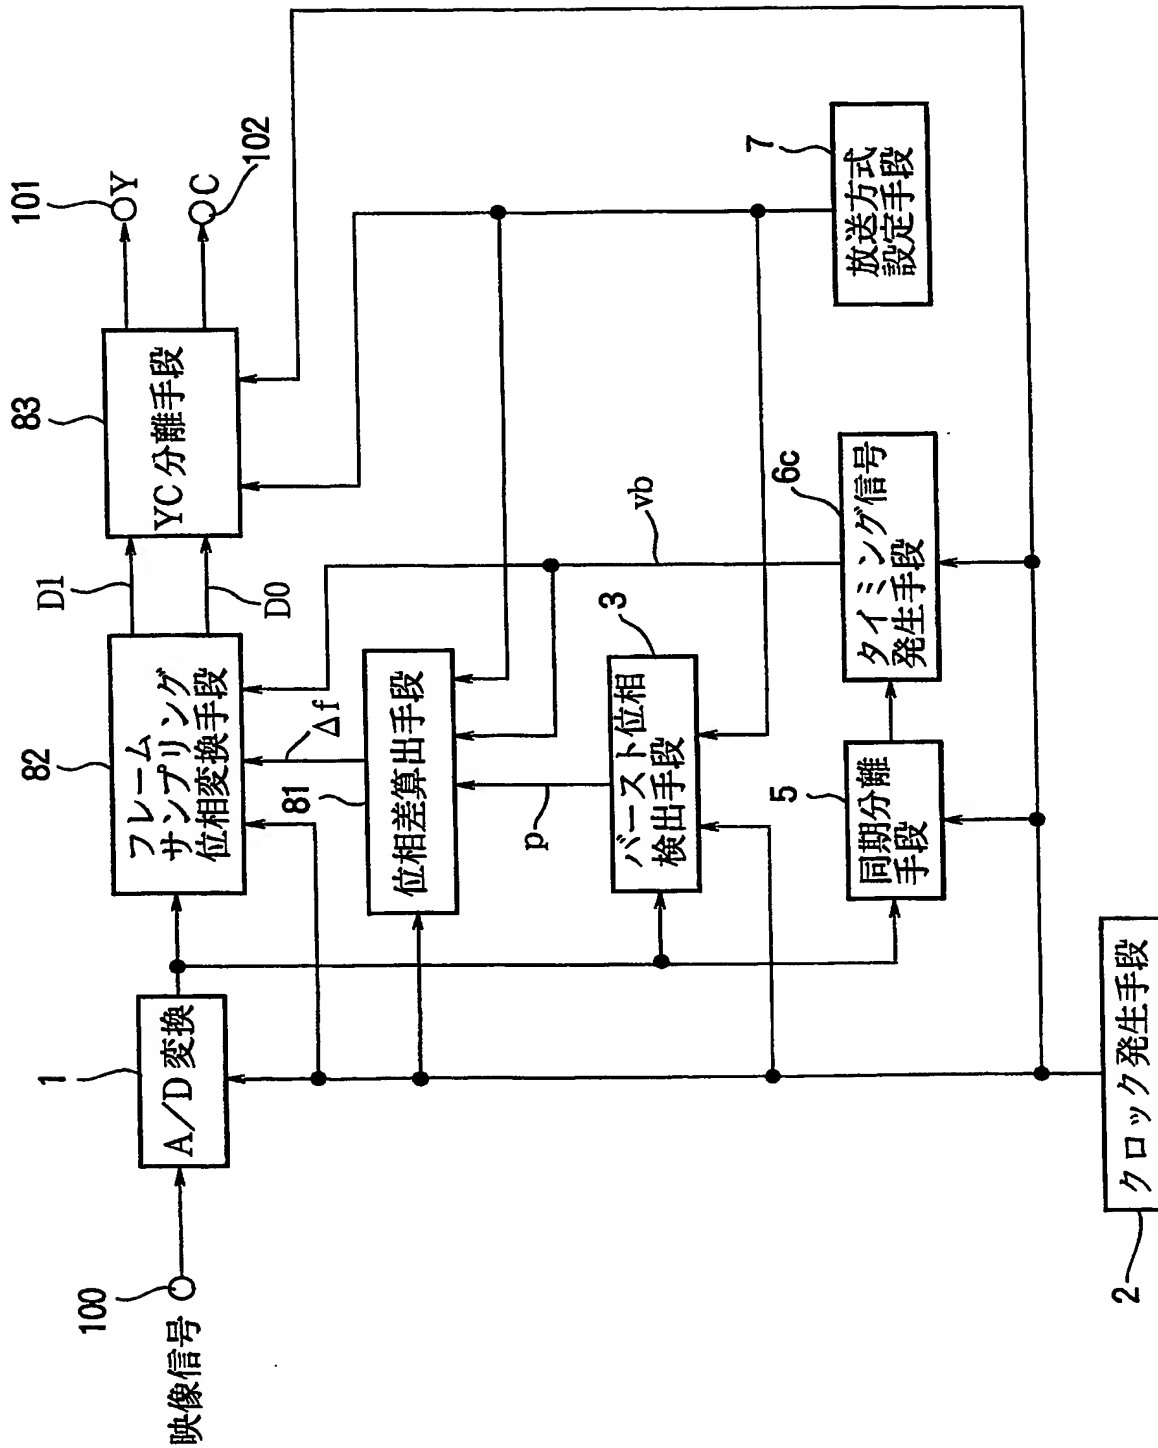 映像信号
100
1
A/D変換
82
フレーム
サンプリング
位相変換手段
D1
D0
83
YC分離手段
101
Y
C
102
Δf
81
位相差算出手段
p
3
バースト位相
検出手段
vb
5
同期分離
手段
6c
タイミング信号
発生手段
7
放送方式
設定手段
2
クロック発生手段